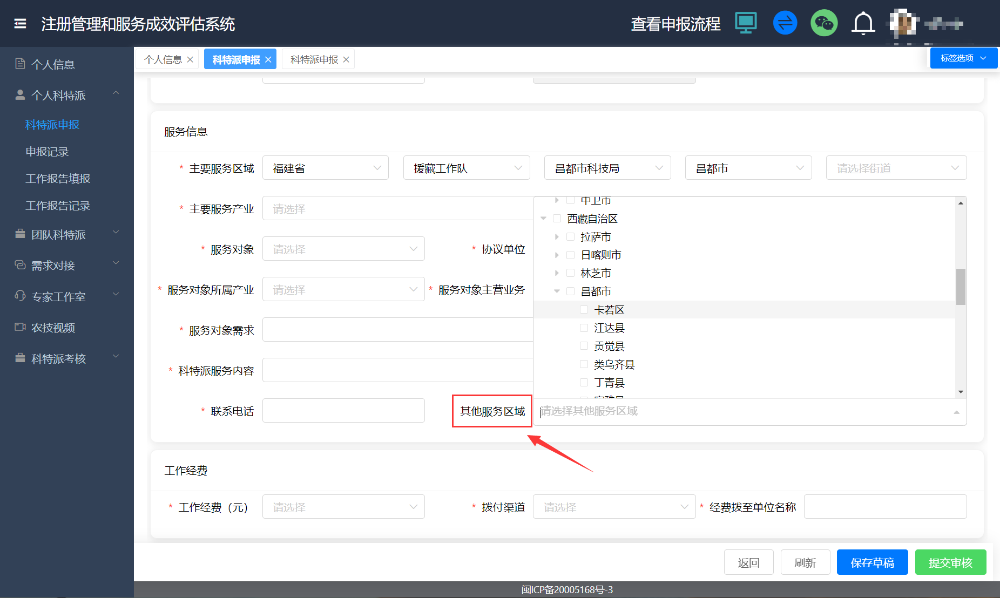 注册管理和服务成效评估系统
查看申报流程
个人信息
个人科特派
科特派申报
申报记录
工作报告填报
工作报告记录
团队科特派
需求对接
专家工作室
农技视频
科特派考核
个人信息
科特派申报
科特派申报
标签选项
服务信息
* 主要服务区域 福建省 援藏工作队 昌都市科技局 昌都市 请选择街道
* 主要服务产业 请选择
* 服务对象 请选择 * 协议单位
* 服务对象所属产业 请选择 * 服务对象主营业务
* 服务对象需求
* 科特派服务内容
* 联系电话 其他服务区域 请选择其他服务区域
中卫市
西藏自治区
拉萨市
日喀则市
林芝市
昌都市
卡若区
江达县
贡觉县
类乌齐县
丁青县
工作经费
* 工作经费（元） 请选择 * 拨付渠道 请选择 * 经费拨至单位名称
返回
刷新
保存草稿
提交审核
闽ICP备20005168号-3